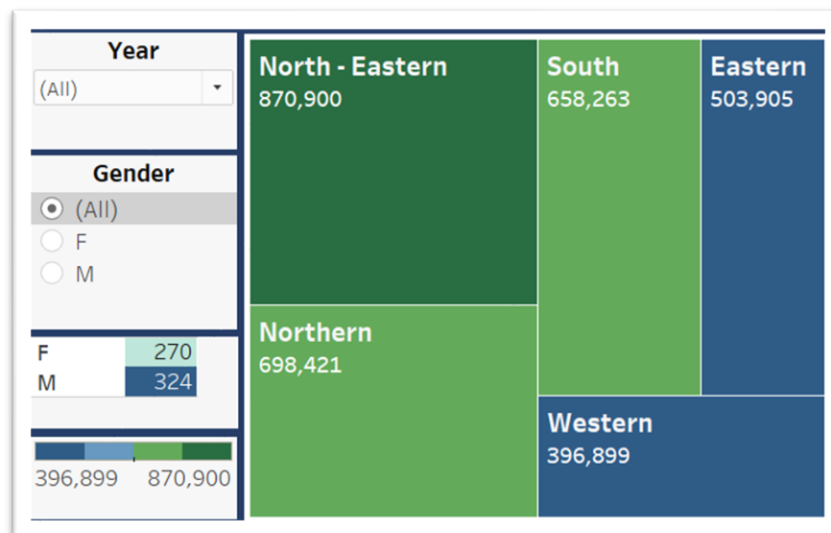 Year
(All)
Gender
(All)
F
M
F 270
M 324
396,899 870,900
North - Eastern
870,900
South
658,263
Eastern
503,905
Northern
698,421
Western
396,899